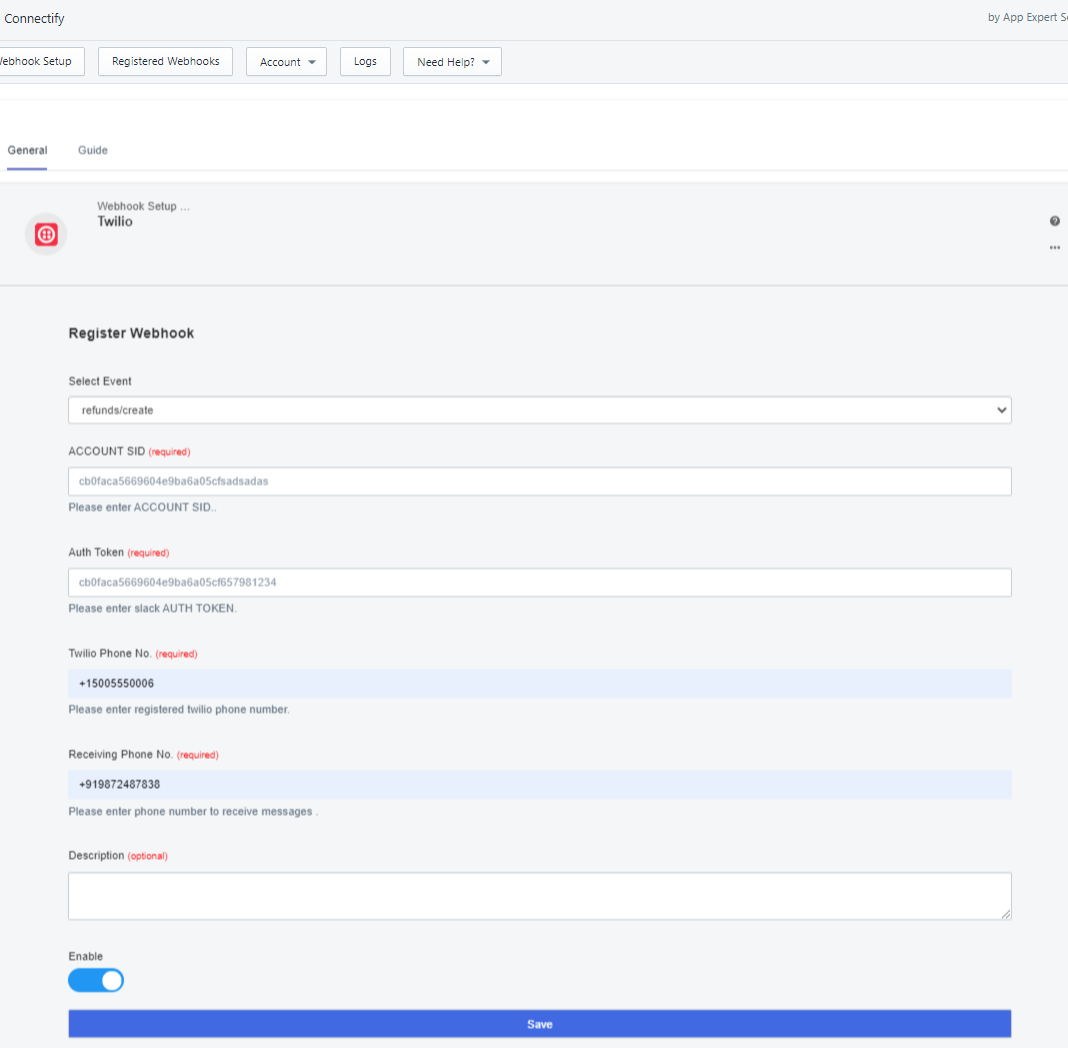 Connectify
by App Expert S
Webhook Setup
Registered Webhooks
Account
Logs
Need Help?
General
Guide
Webhook Setup ...
Twilio
Register Webhook
Select Event
refunds/create
ACCOUNT SID (required)
cb0faca5669604e9ba6a05cfsadsadas
Please enter ACCOUNT SID..
Auth Token (required)
cb0faca5669604e9ba6a05cf657981234
Please enter slack AUTH TOKEN.
Twilio Phone No. (required)
+15005550006
Please enter registered twilio phone number.
Receiving Phone No. (required)
+919872487838
Please enter phone number to receive messages .
Description (optional)
Enable
Save